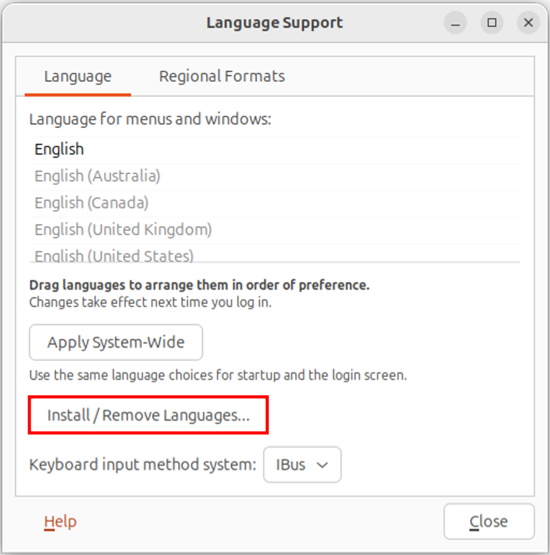 Language Support
Language
Regional Formats
Language for menus and windows:
English
English (Australia)
English (Canada)
English (United Kingdom)
English (United States)
Drag languages to arrange them in order of preference.
Changes take effect next time you log in.
Apply System-Wide
Use the same language choices for startup and the login screen.
Install / Remove Languages...
Keyboard input method system: IBus
Help
Close